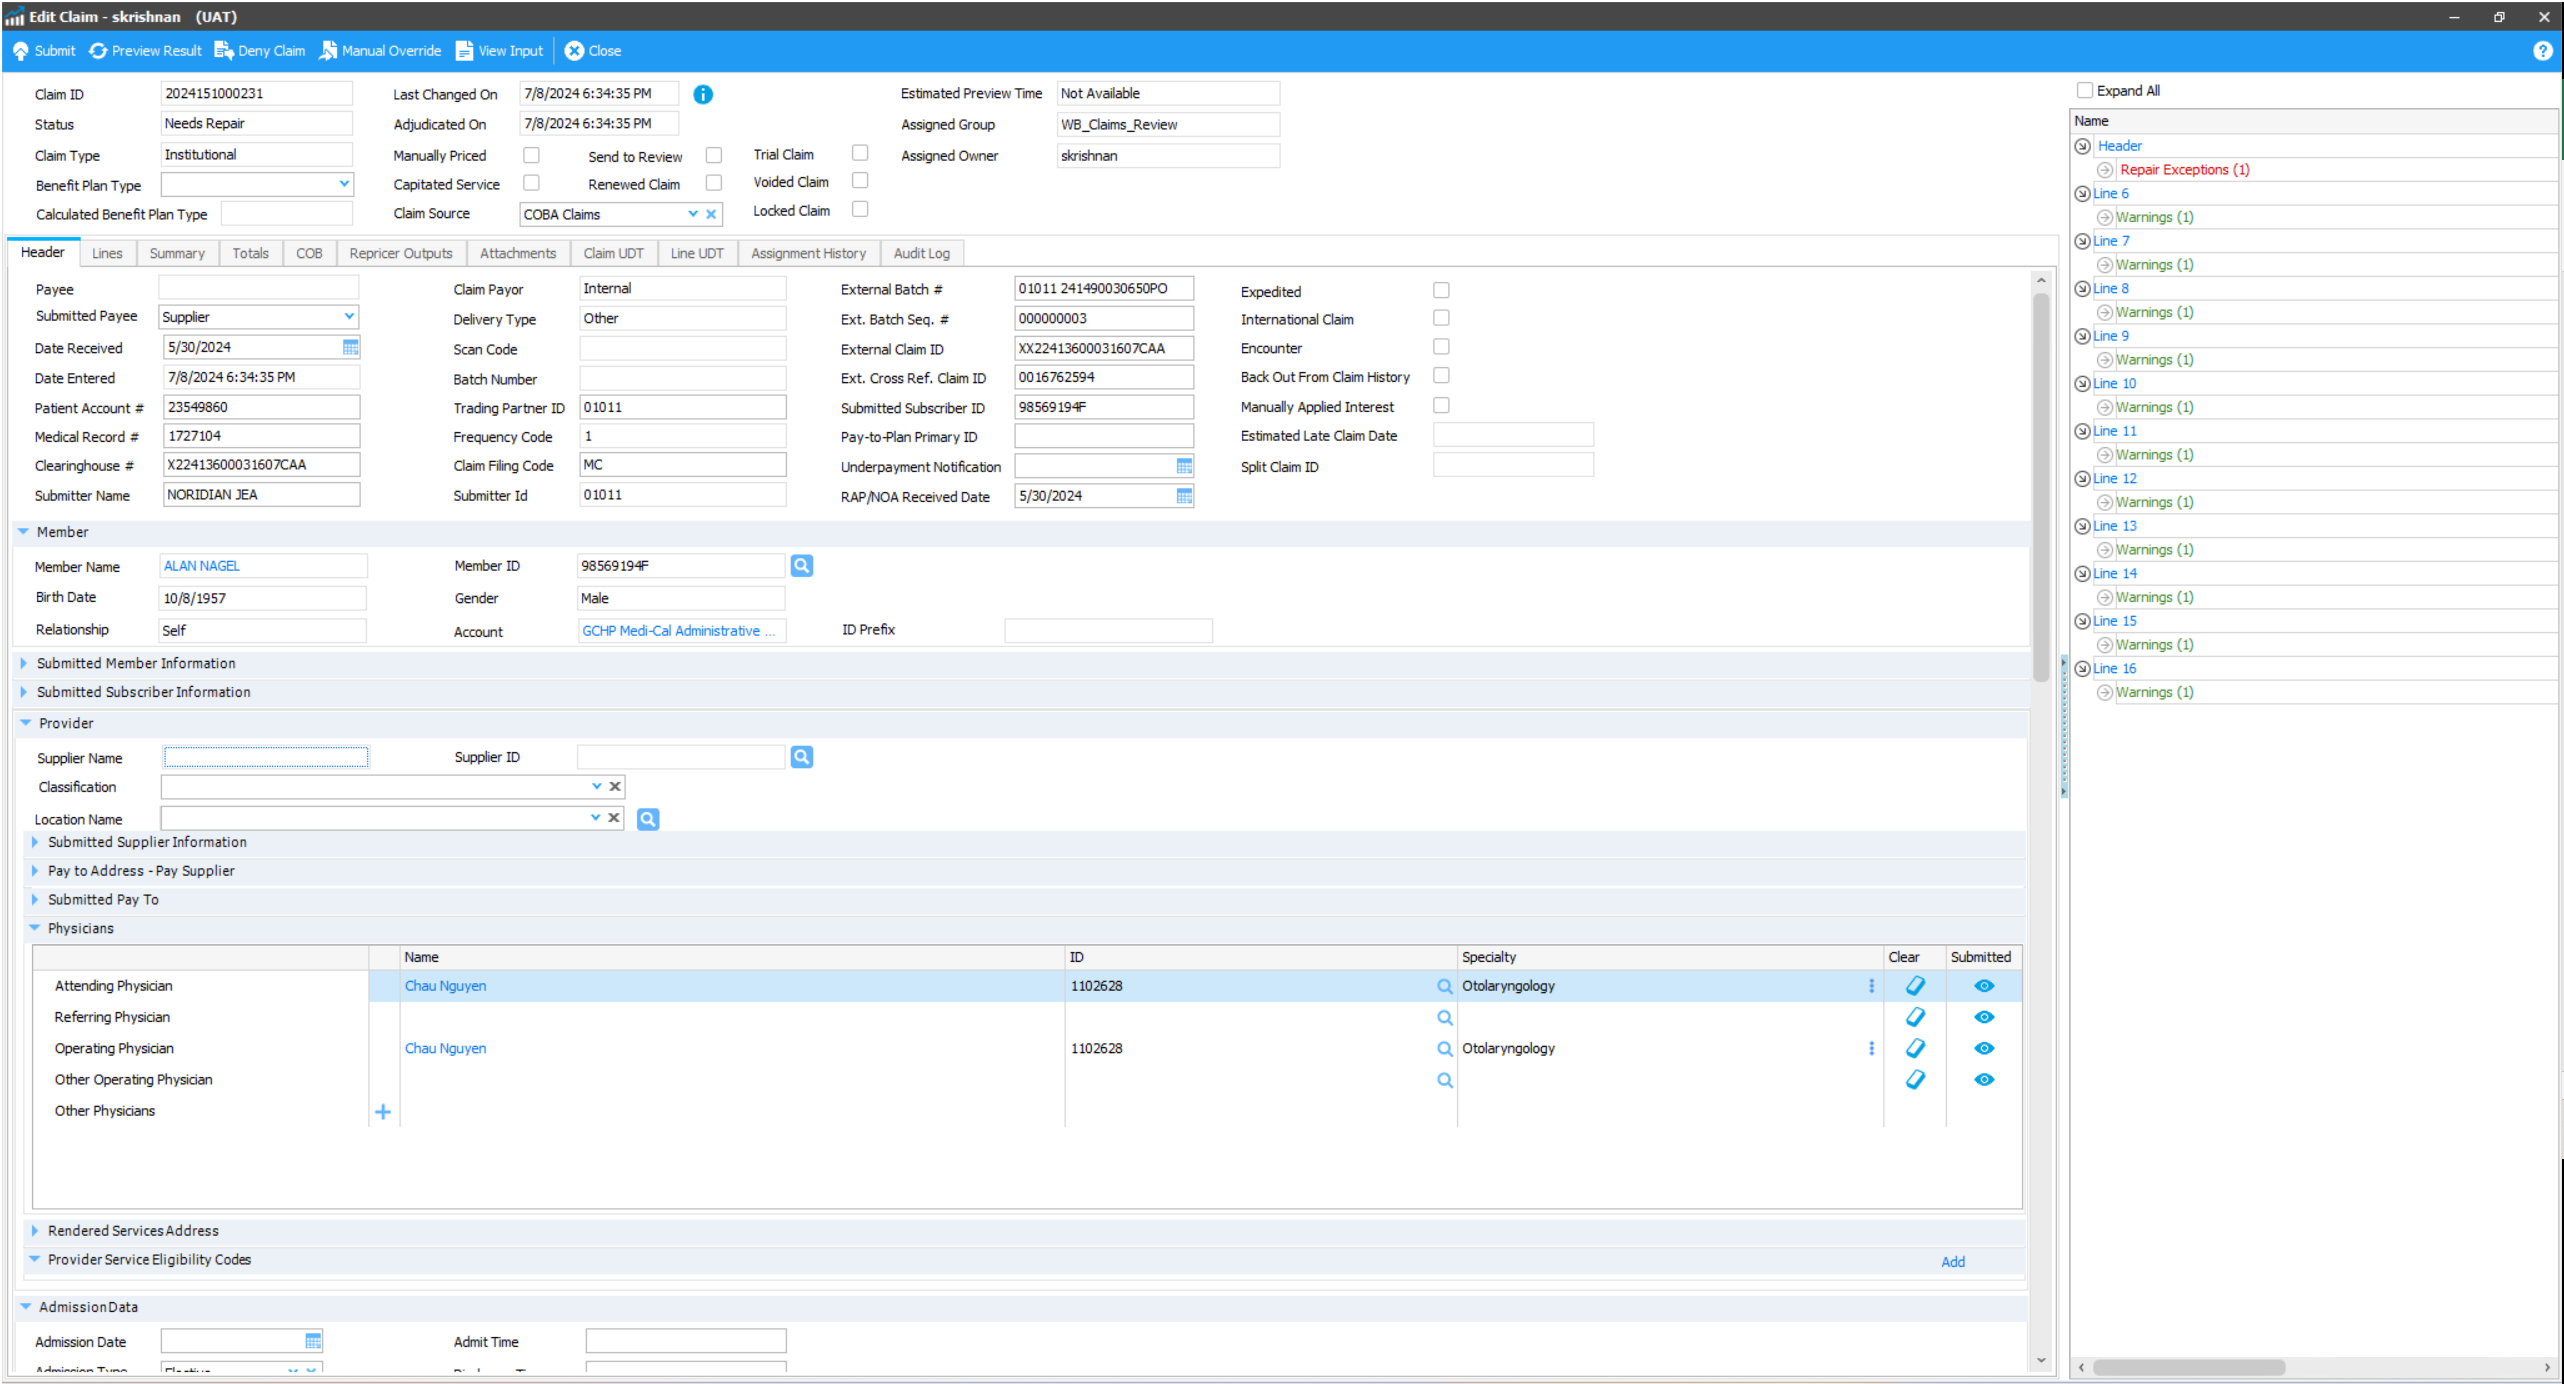 Edit Claim - skrishnan (UAT)
Submit Preview Result Deny Claim Manual Override View Input Close
Claim ID 2024151000231 Last Changed On 7/8/2024 6:34:35 PM Estimated Preview Time Not Available
Status Needs Repair Adjudicated On 7/8/2024 6:34:35 PM Assigned Group WB_Claims_Review
Claim Type Institutional Manually Priced Send to Review Trial Claim Assigned Owner skrishnan
Benefit Plan Type Capitated Service Renewed Claim Voided Claim
Calculated Benefit Plan Type Claim Source COBA Claims Locked Claim
Header Lines Summary Totals COB Repricer Outputs Attachments Claim UDT Line UDT Assignment History Audit Log
Payee Claim Payor Internal External Batch # 01011 241490030650PO Expedited
Submitted Payee Supplier Delivery Type Other Ext. Batch Seq. # 000000003 International Claim
Date Received 5/30/2024 Scan Code External Claim ID XX22413600031607CAA Encounter
Date Entered 7/8/2024 6:34:35 PM Batch Number Ext. Cross Ref. Claim ID 0016762594 Back Out From Claim History
Patient Account # 23549860 Trading Partner ID 01011 Submitted Subscriber ID 98569194F Manually Applied Interest
Medical Record # 1727104 Frequency Code 1 Pay-to-Plan Primary ID Estimated Late Claim Date
Clearinghouse # X22413600031607CAA Claim Filing Code MC Underpayment Notification Split Claim ID
Submitter Name NORIDIAN JEA Submitter Id 01011 RAP/NOA Received Date 5/30/2024
Member
Member Name ALAN NAGEL Member ID 98569194F
Birth Date 10/8/1957 Gender Male
Relationship Self Account GCHP Medi-Cal Administrative ... ID Prefix
Submitted Member Information
Submitted Subscriber Information
Provider
Supplier Name Supplier ID
Classification
Location Name
Submitted Supplier Information
Pay to Address - Pay Supplier
Submitted Pay To
Physicians
Name ID Specialty Clear Submitted
Attending Physician Chau Nguyen 1102628 Otolaryngology
Referring Physician
Operating Physician Chau Nguyen 1102628 Otolaryngology
Other Operating Physician
Other Physicians
Rendered Services Address
Provider Service Eligibility Codes Add
Admission Data
Admission Date Admit Time
Admission Type Elective
Expand All
Name
Header
Repair Exceptions (1)
Line 6
Warnings (1)
Line 7
Warnings (1)
Line 8
Warnings (1)
Line 9
Warnings (1)
Line 10
Warnings (1)
Line 11
Warnings (1)
Line 12
Warnings (1)
Line 13
Warnings (1)
Line 14
Warnings (1)
Line 15
Warnings (1)
Line 16
Warnings (1)